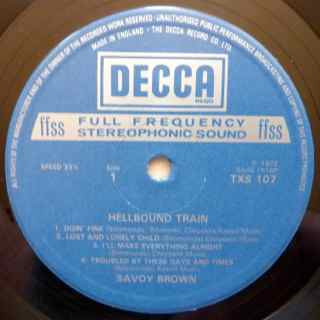 ALL RIGHTS OF THE MANUFACTURER AND OF THE OWNER OF THE RECORDED WORK RESERVED UNAUTHORISED PUBLIC PERFORMANCE BROADCASTING AND COPYING OF THIS RECORD PROHIBITED
MADE IN ENGLAND · THE DECCA RECORD CO. LTD.
DECCA
ffss FULL FREQUENCY STEREOPHONIC SOUND ffss
SPEED 33⅓
Side
1
1972
TXS 107
HELLBOUND TRAIN
1. DOIN' FINE
2. LOST AND LONELY CHILD (Simmonds)
3. I'LL MAKE EVERYTHING ALRIGHT
4. TROUBLED BY THESE DAYS AND TIMES
SAVOY BROWN